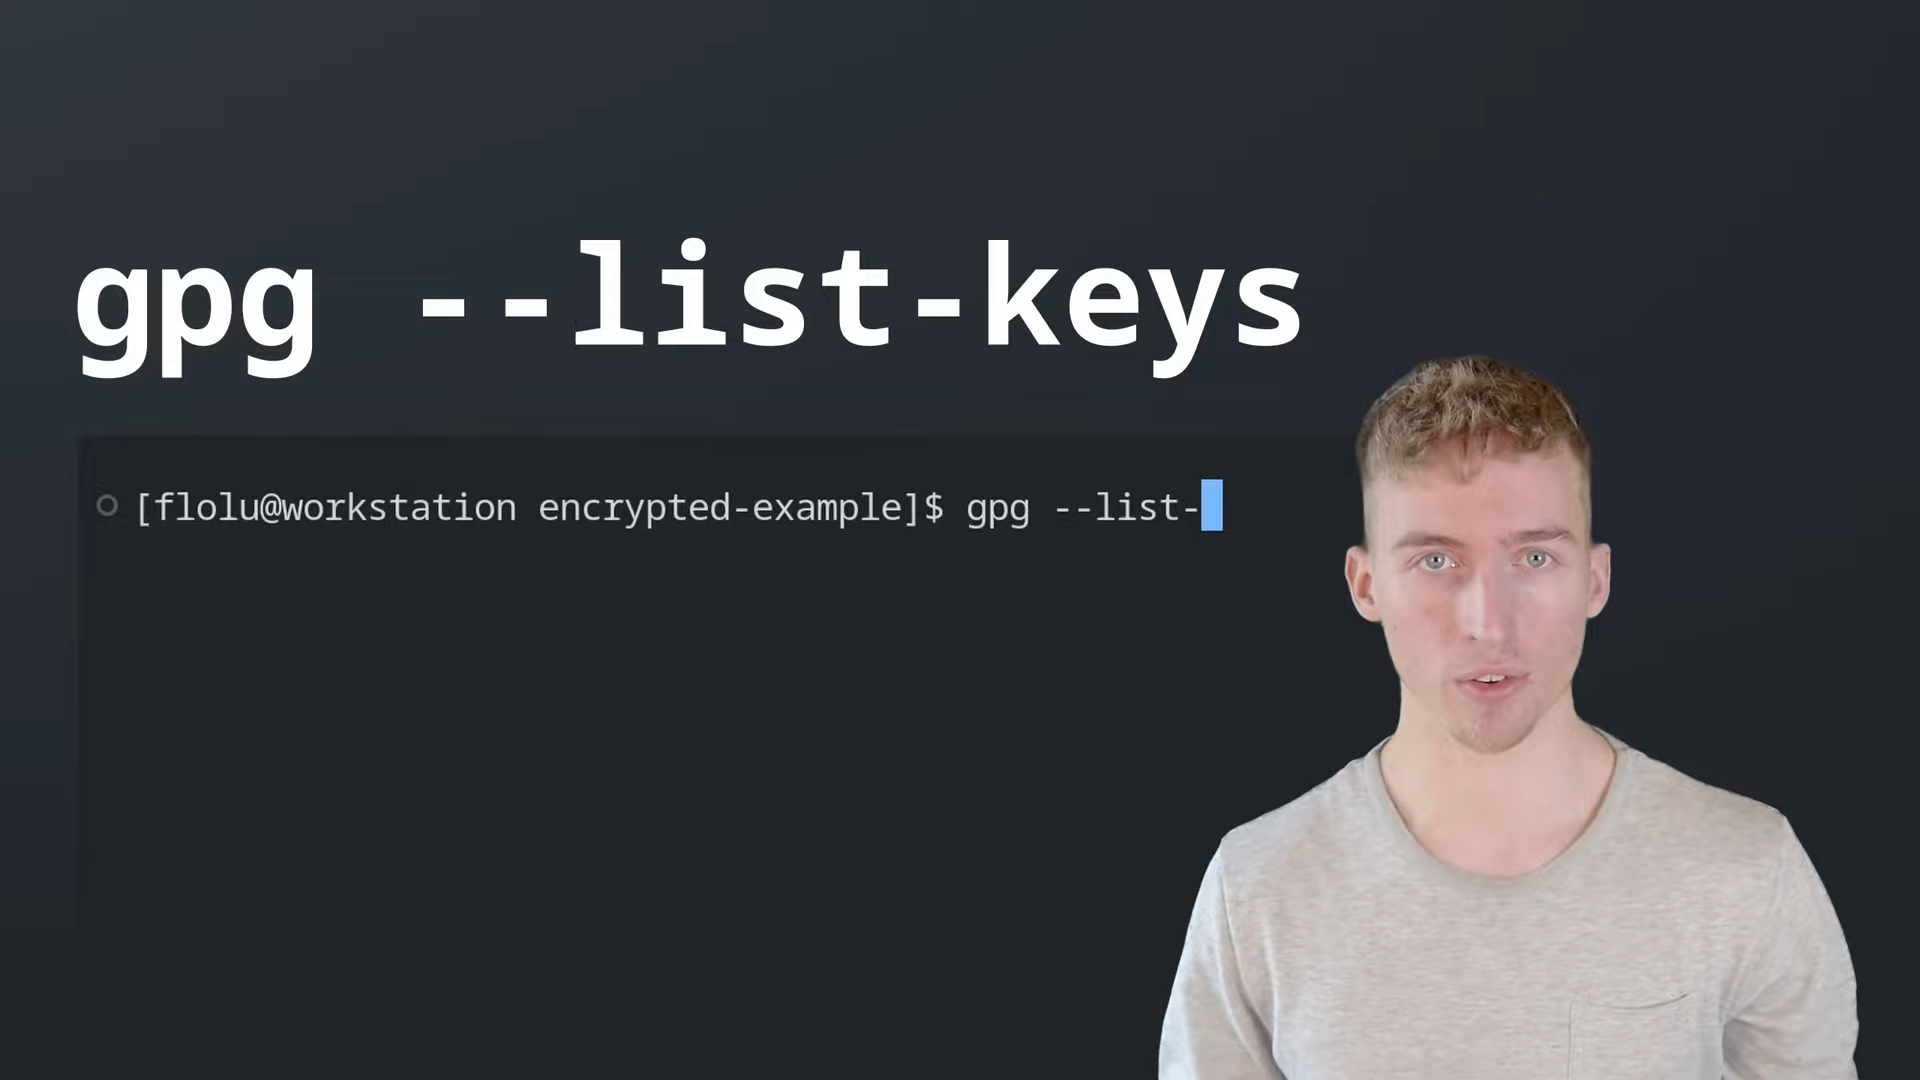 gpg --list-keys
[flolu@workstation encrypted-example]$ gpg --list-